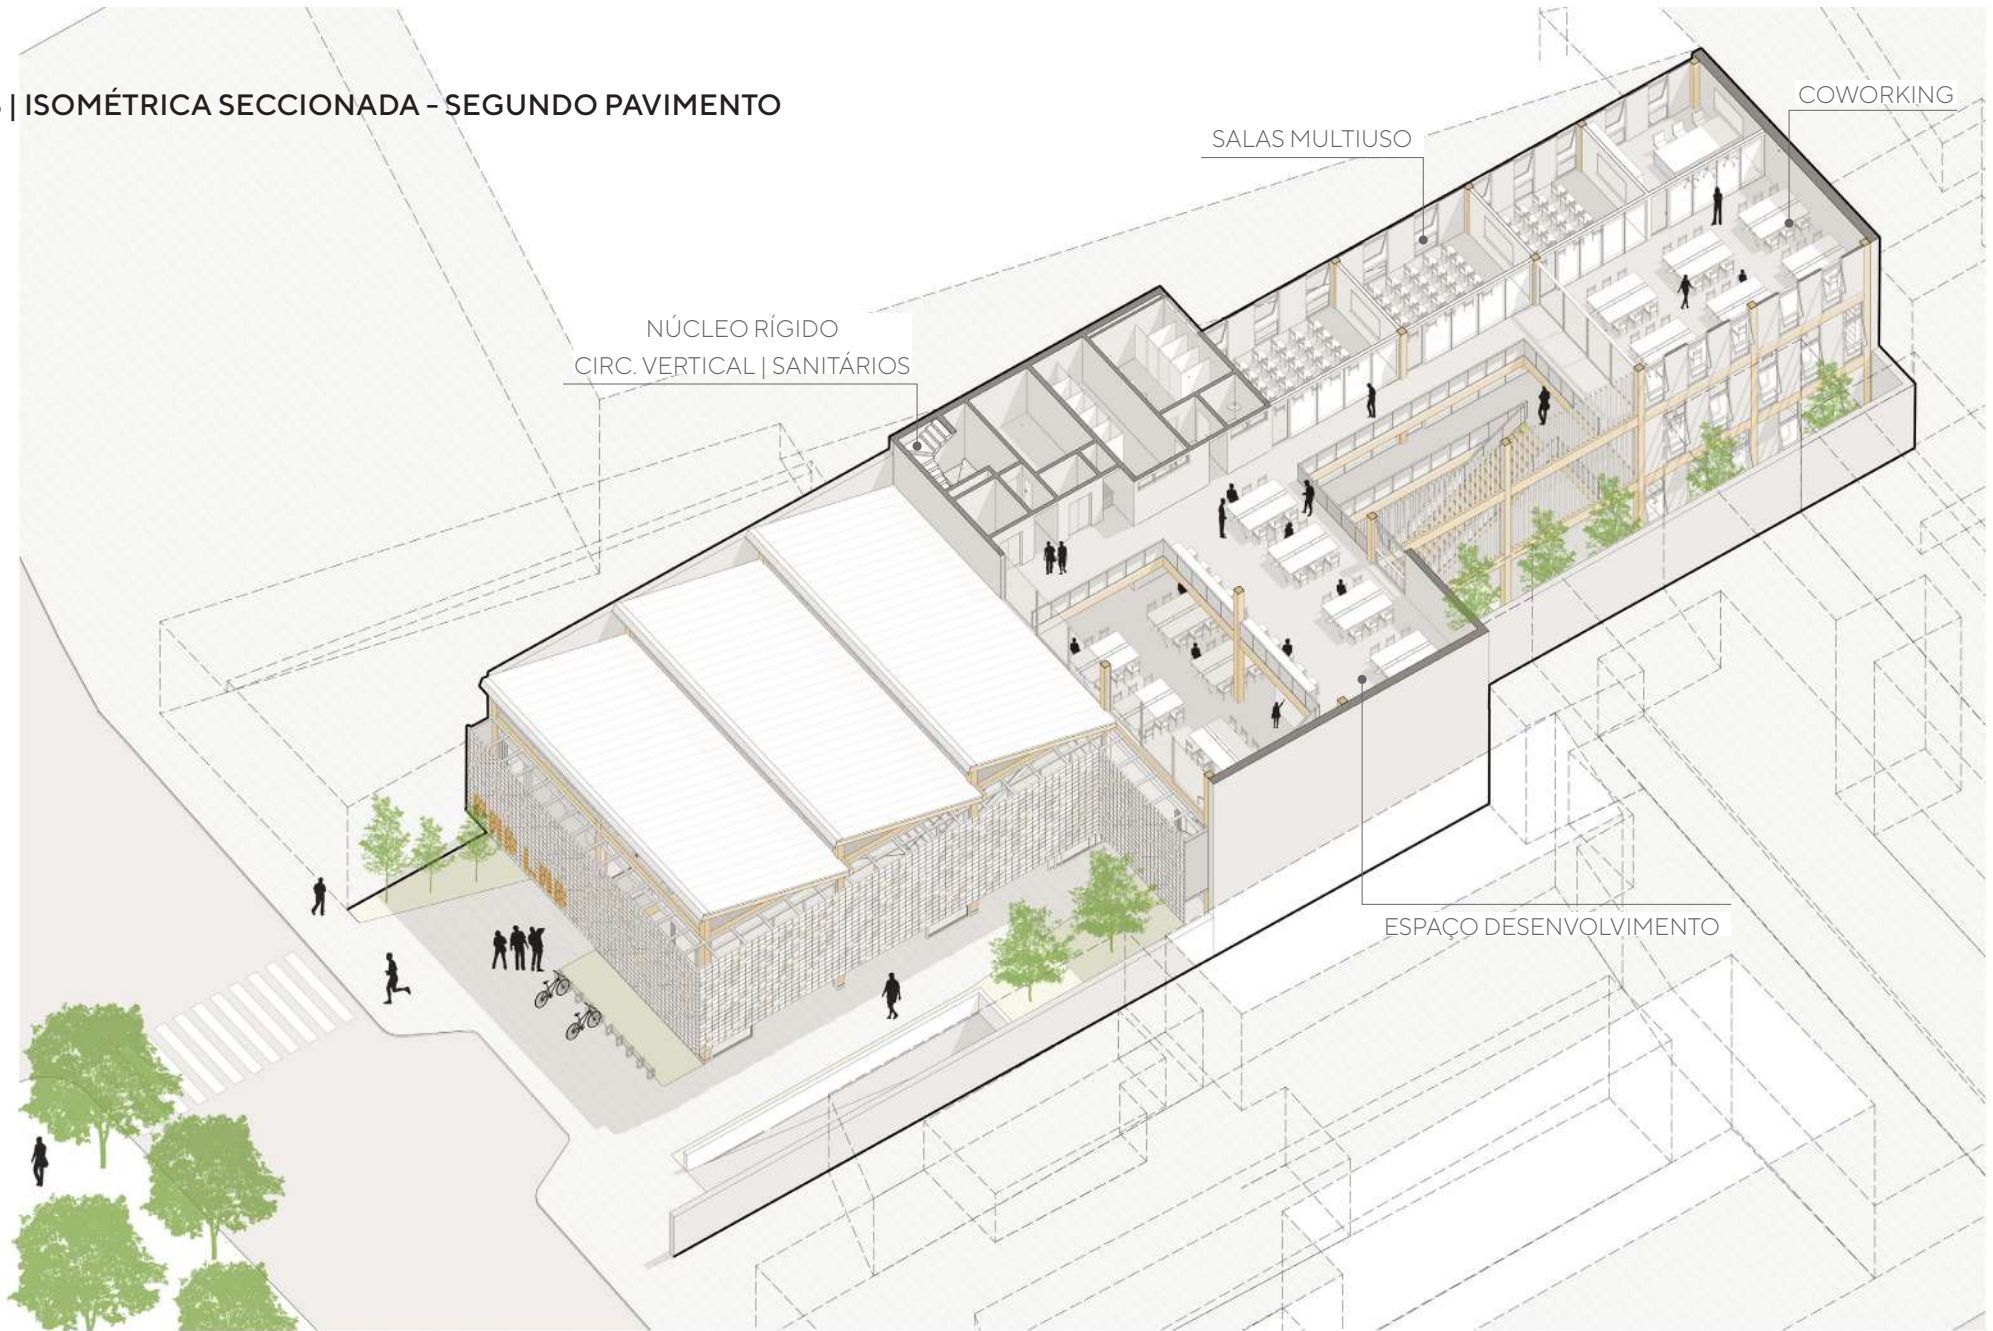 | ISOMÉTRICA SECCIONADA - SEGUNDO PAVIMENTO
COWORKING
SALAS MULTIUSO
NÚCLEO RÍGIDO
CIRC. VERTICAL | SANITÁRIOS
ESPAÇO DESENVOLVIMENTO